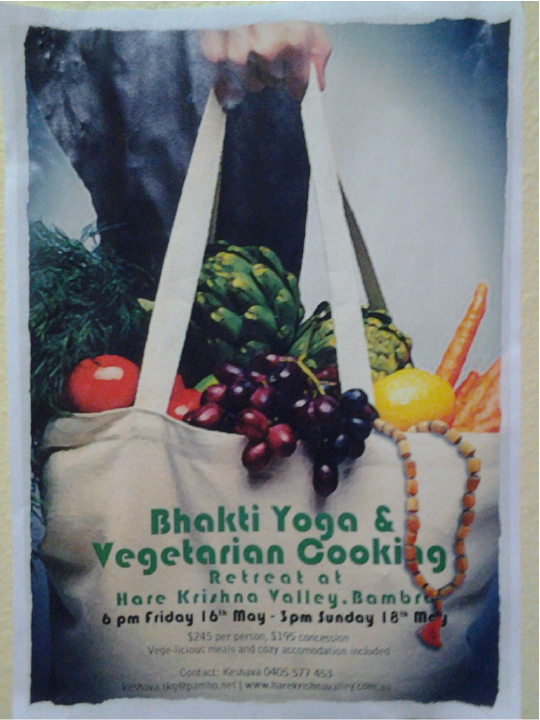 Bhakti Yoga &
Vegetarian Cooking
Retreat at
Hare Krishna Valley, Bambra
6 pm Friday 16th May - 3pm Sunday 18th May
$245 per person, $195 concession
Vege-licious meals and cozy accomodation included
Contact: Keshava 0405 577 453
keshava.tkg@pamho.net | www.harekrishnavalley.com.au